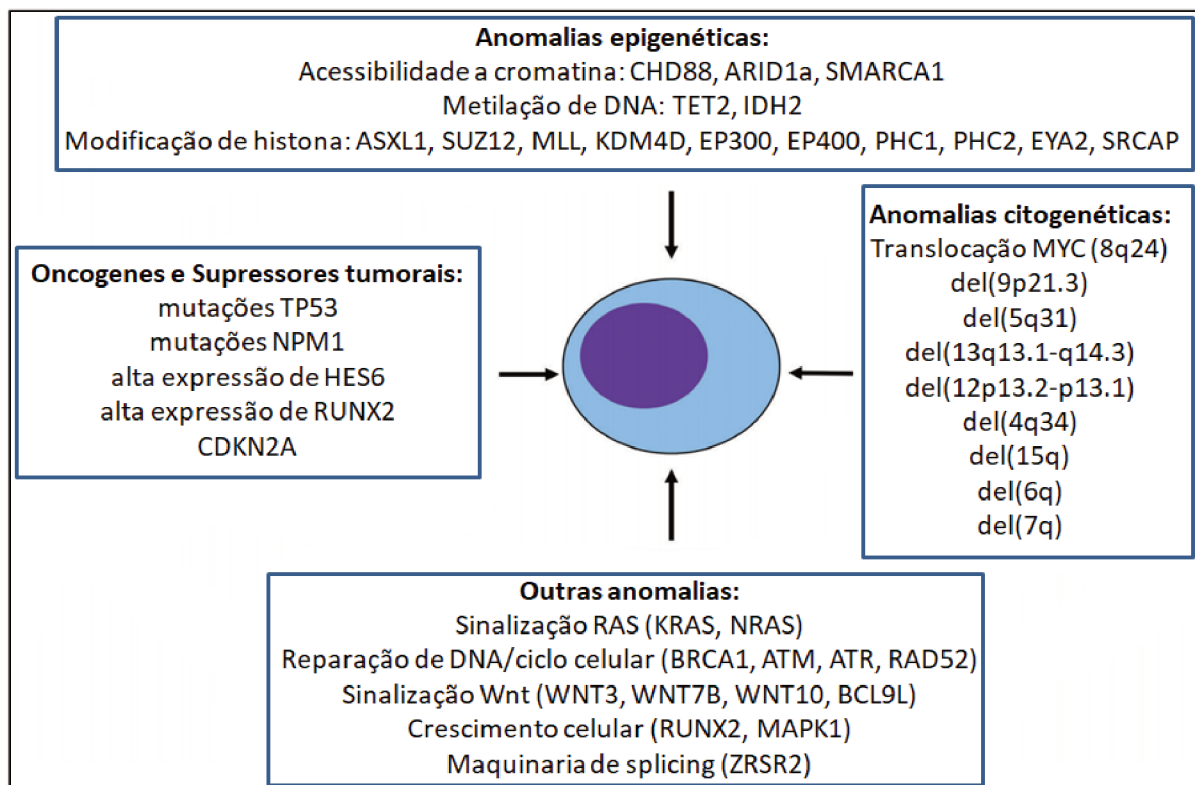 Anomalias epigenéticas:
Acessibilidade a cromatina: CHD88, ARID1a, SMARCA1
Metilação de DNA: TET2, IDH2
Modificação de histona: ASXL1, SUZ12, MLL, KDM4D, EP300, EP400, PHC1, PHC2, EYA2, SRCAP
Oncogenes e Supressores tumorais:
mutações TP53
mutações NPM1
alta expressão de HES6
alta expressão de RUNX2
CDKN2A
Anomalias citogenéticas:
Translocação MYC (8q24)
del(9p21.3)
del(5q31)
del(13q13.1-q14.3)
del(12p13.2-p13.1)
del(4q34)
del(15q)
del(6q)
del(7q)
Outras anomalias:
Sinalização RAS (KRAS, NRAS)
Reparação de DNA/ciclo celular (BRCA1, ATM, ATR, RAD52)
Sinalização Wnt (WNT3, WNT7B, WNT10, BCL9L)
Crescimento celular (RUNX2, MAPK1)
Maquinaria de splicing (ZRSR2)